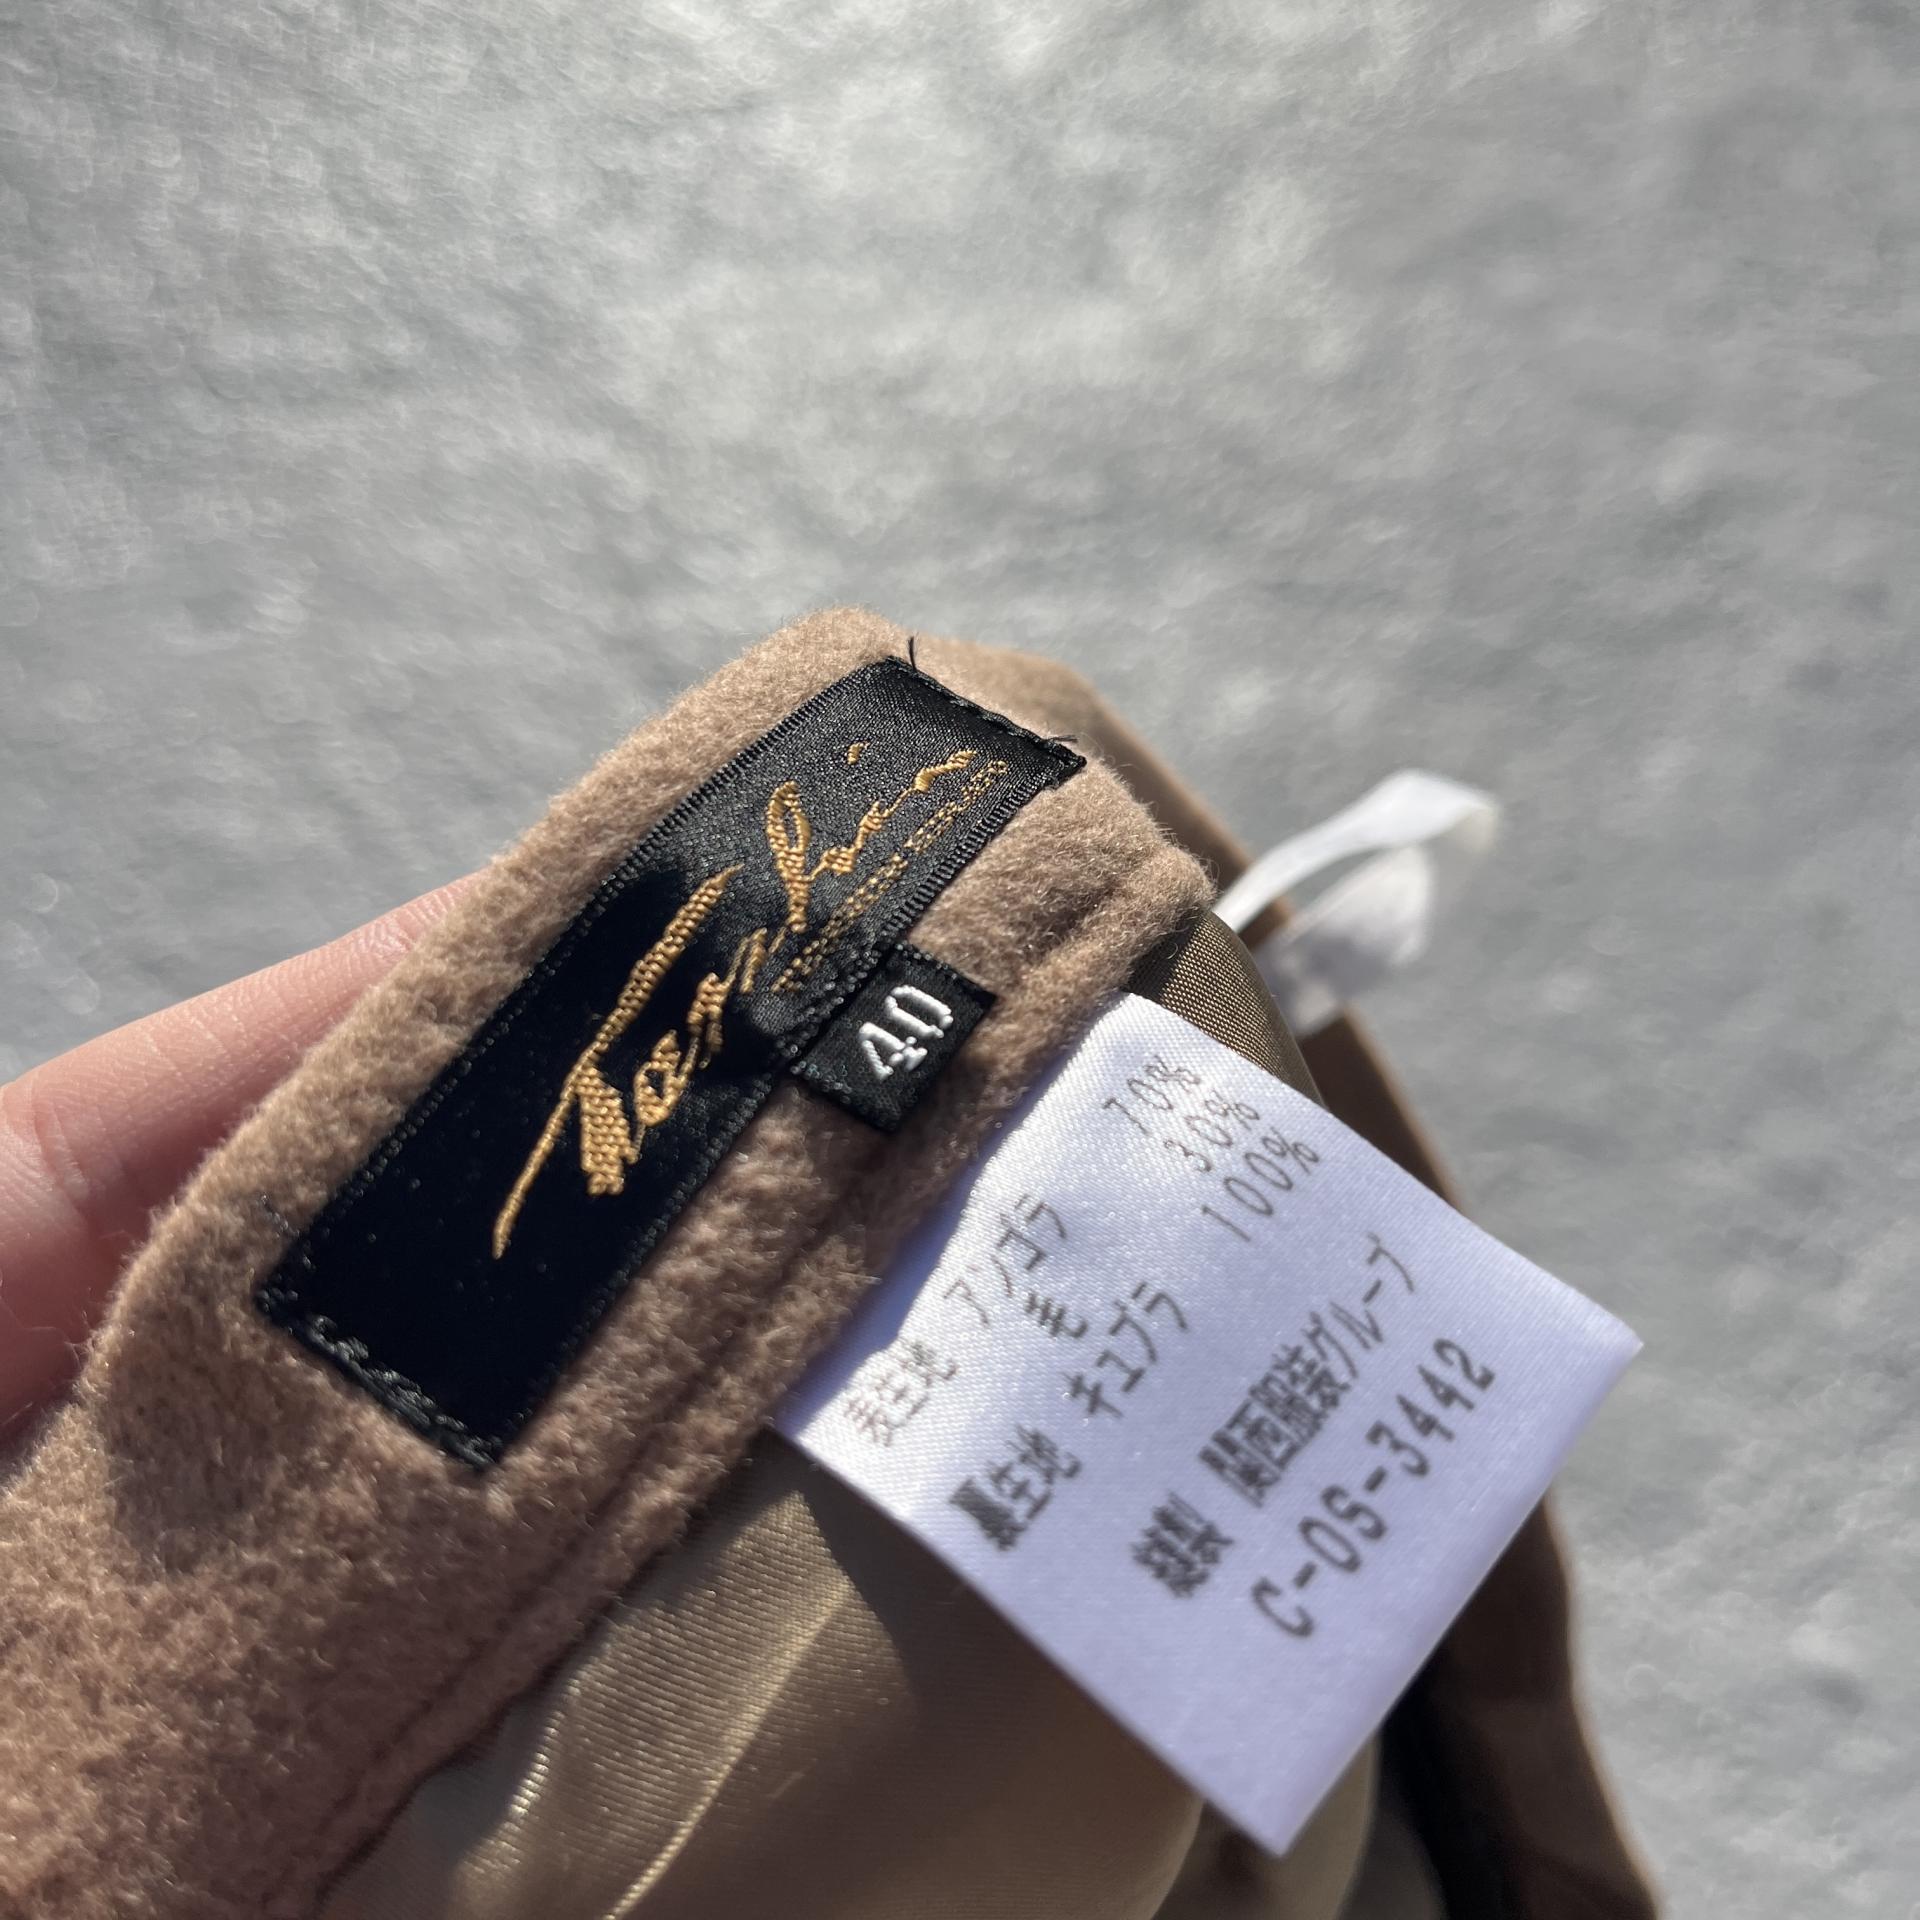 40
表生地 アンゴラ 70%
毛 30%
裏生地 キュプラ 100%
縫製 関西服装グループ
C-OS-3442